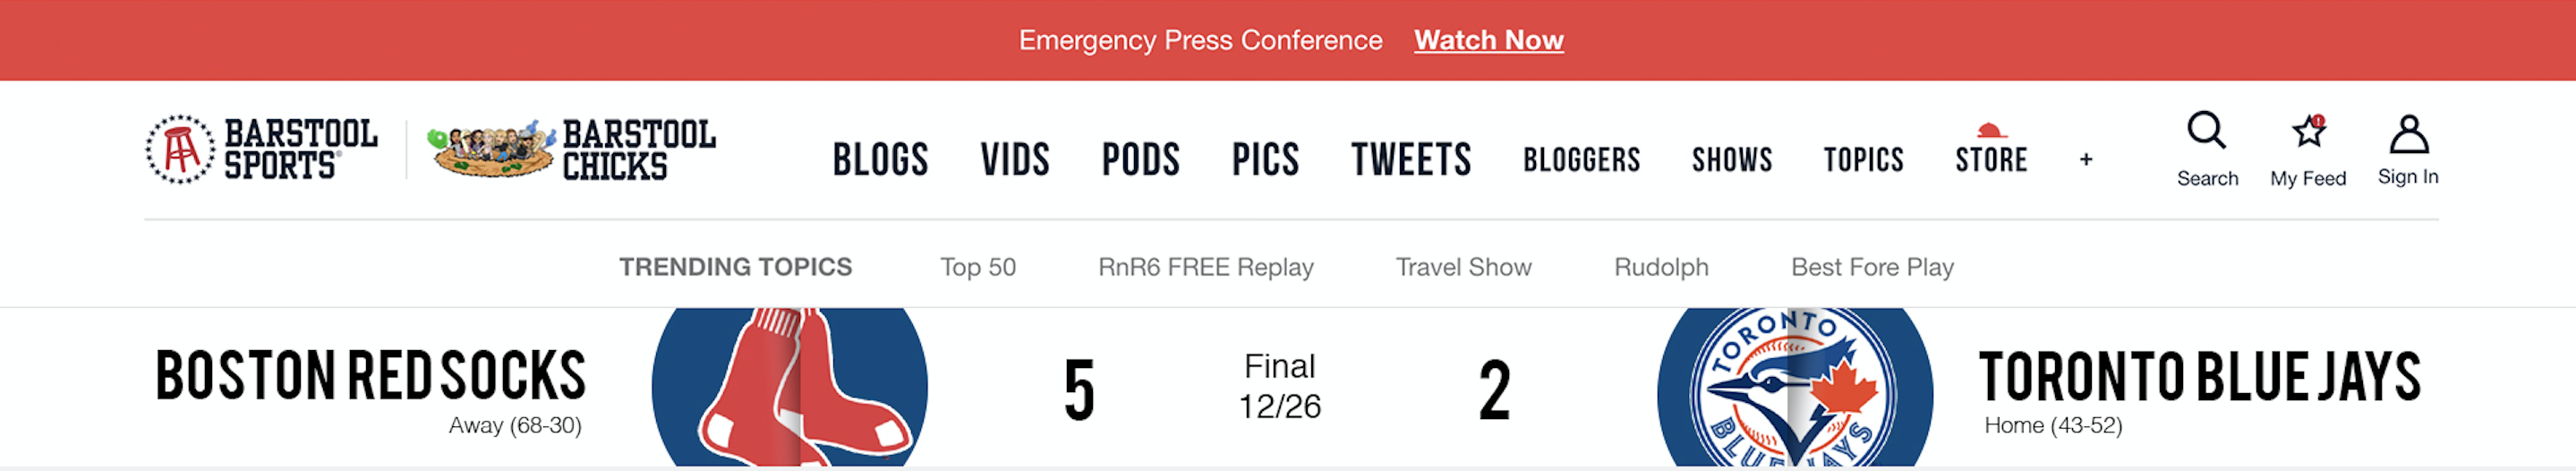 Emergency Press Conference Watch Now
BARSTOOL SPORTS®
BARSTOOL CHICKS
BLOGS VIDS PODS PICS TWEETS BLOGGERS SHOWS TOPICS STORE +
Search My Feed Sign In
TRENDING TOPICS Top 50 RnR6 FREE Replay Travel Show Rudolph Best Fore Play
BOSTON RED SOCKS
Away (68-30)
5
Final
12/26
2
TORONTO
BLUE JAYS
TORONTO BLUE JAYS
Home (43-52)